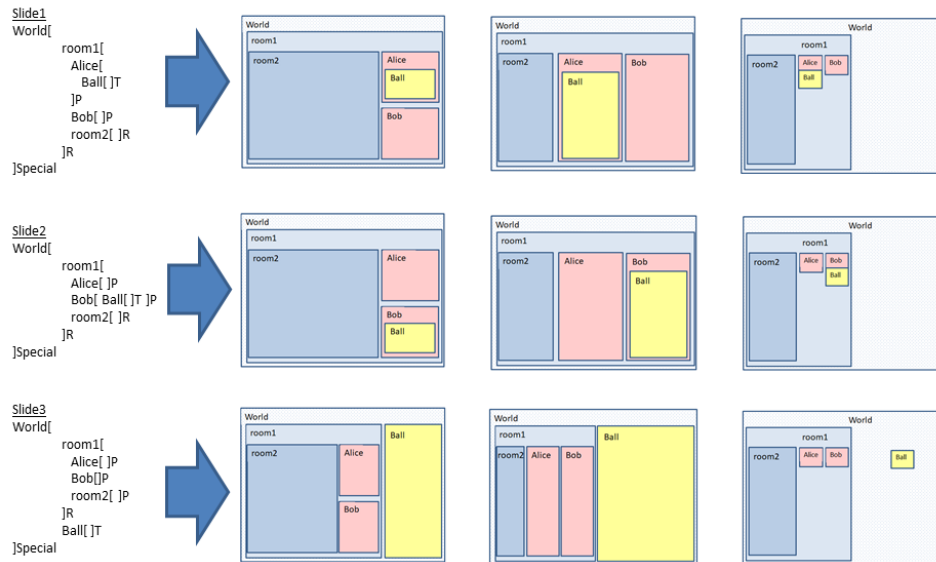 Slide1
World[
room1[
Alice[
Ball[ ]T
]P
Bob[ ]P
room2[ ]R
]R
]Special
World
room1
room2
Alice
Ball
Bob
World
room1
room2
Alice
Ball
Bob
World
room1
room2
Alice
Bob
Ball
Slide2
World[
room1[
Alice[ ]P
Bob[ Ball[ ]T ]P
room2[ ]R
]R
]Special
World
room1
room2
Alice
Bob
Ball
World
room1
room2
Alice
Bob
Ball
World
room1
room2
Alice
Bob
Ball
Slide3
World[
room1[
Alice[ ]P
Bob[]P
room2[ ]P
]R
Ball[ ]T
]Special
World
room1
room2
Alice
Bob
Ball
World
room1
room2
Alice
Bob
Ball
World
room1
room2
Alice
Bob
Ball